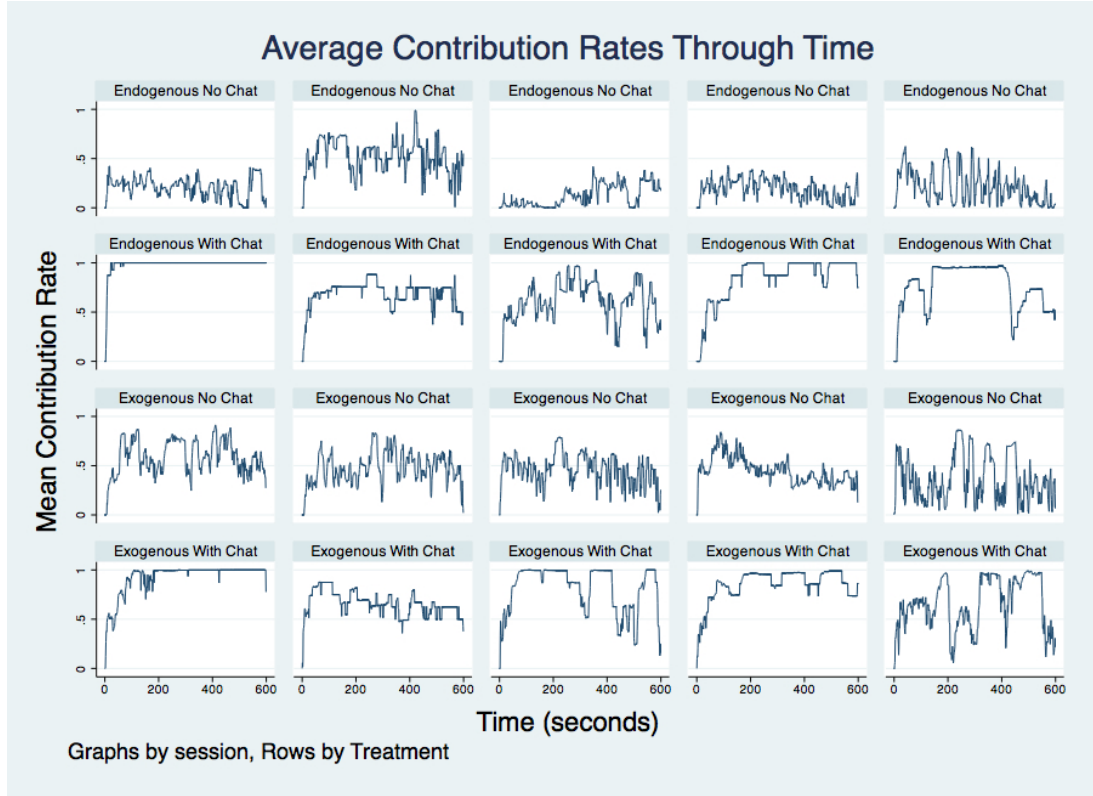 Average Contribution Rates Through Time
Endogenous No Chat
Endogenous No Chat
Endogenous No Chat
Endogenous No Chat
Endogenous No Chat
0 .5 1
Endogenous With Chat
Endogenous With Chat
Endogenous With Chat
Endogenous With Chat
Endogenous With Chat
0 .5 1
Exogenous No Chat
Exogenous No Chat
Exogenous No Chat
Exogenous No Chat
Exogenous No Chat
0 .5 1
Exogenous With Chat
Exogenous With Chat
Exogenous With Chat
Exogenous With Chat
Exogenous With Chat
0 .5 1
Mean Contribution Rate
0 200 400 600
0 200 400 600
0 200 400 600
0 200 400 600
0 200 400 600
Time (seconds)
Graphs by session, Rows by Treatment